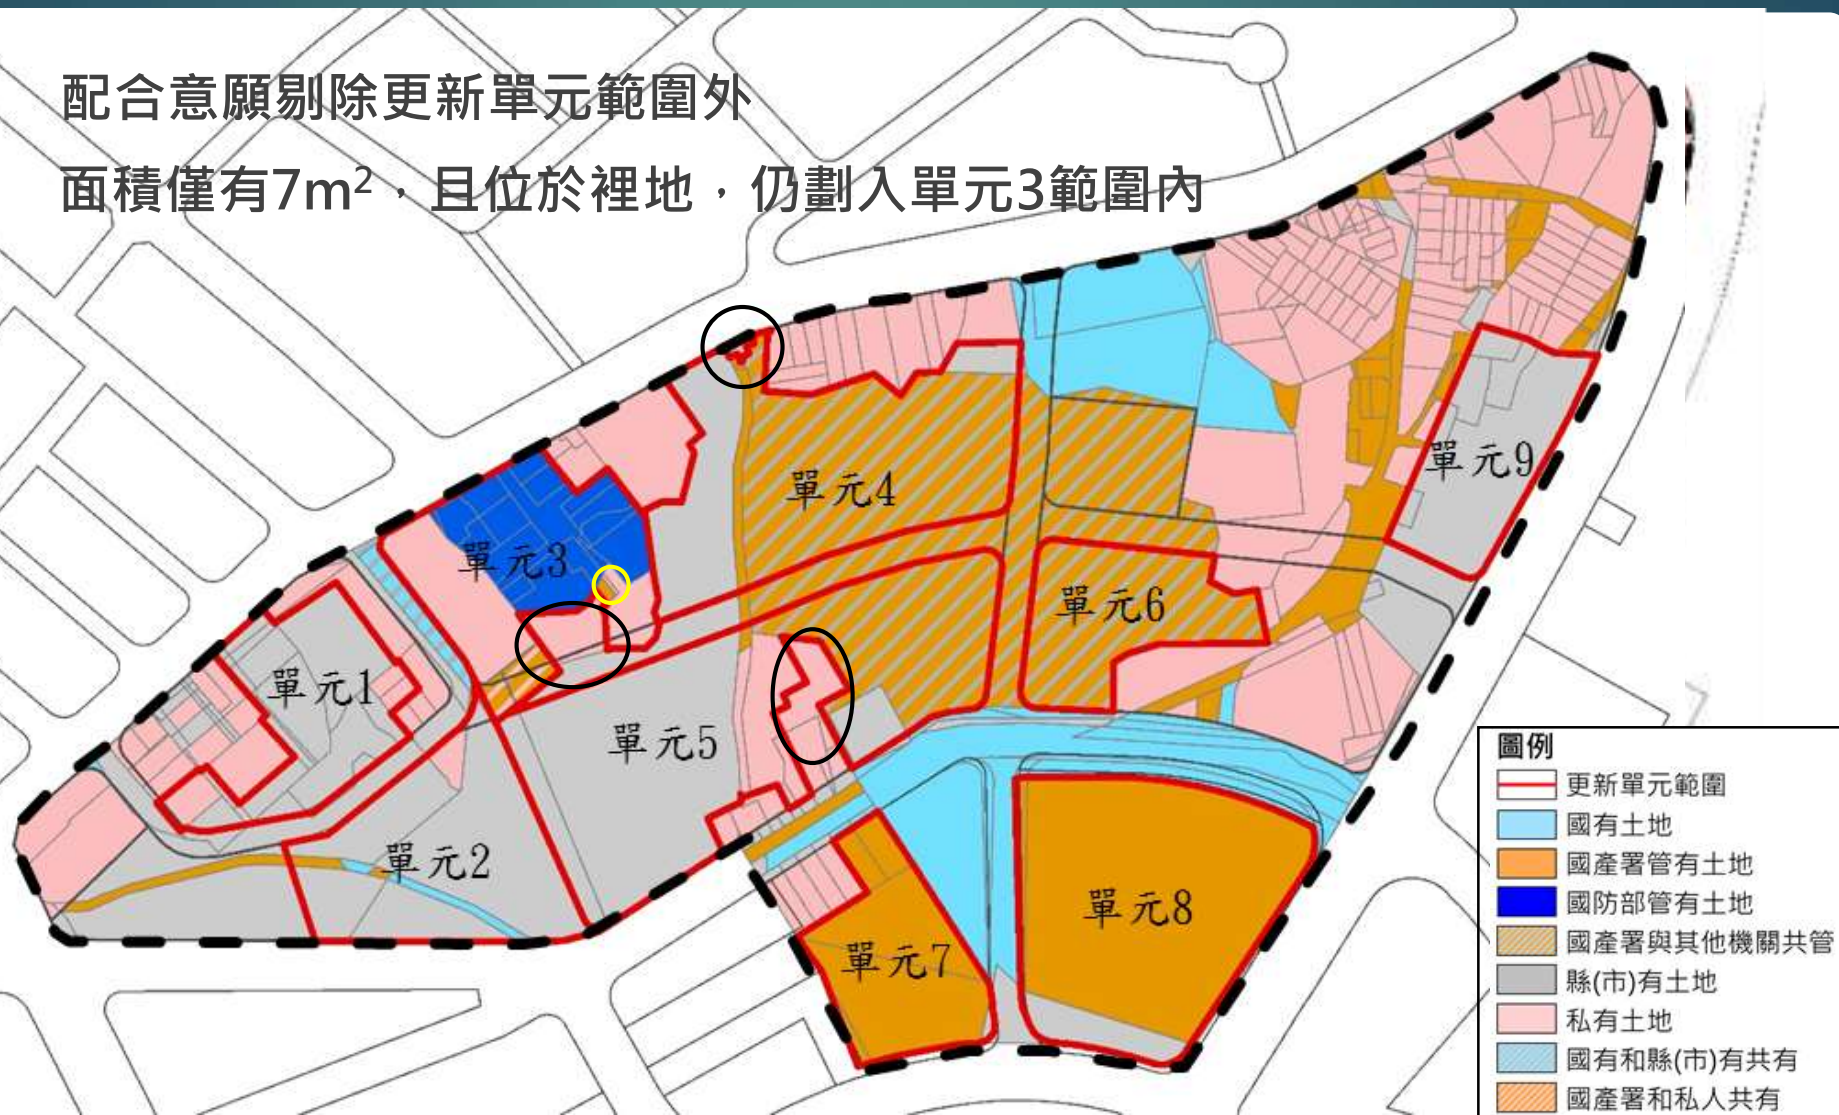 配合意願剔除更新單元範圍外
面積僅有7m²，且位於裡地，仍劃入單元3範圍內
單元4
單元9
單元3
單元6
單元1
單元5
單元2
單元8
單元7
圖例
更新單元範圍
國有土地
國產署管有土地
國防部管有土地
國產署與其他機關共管
縣(市)有土地
私有土地
國有和縣(市)有共有
國產署和私人共有